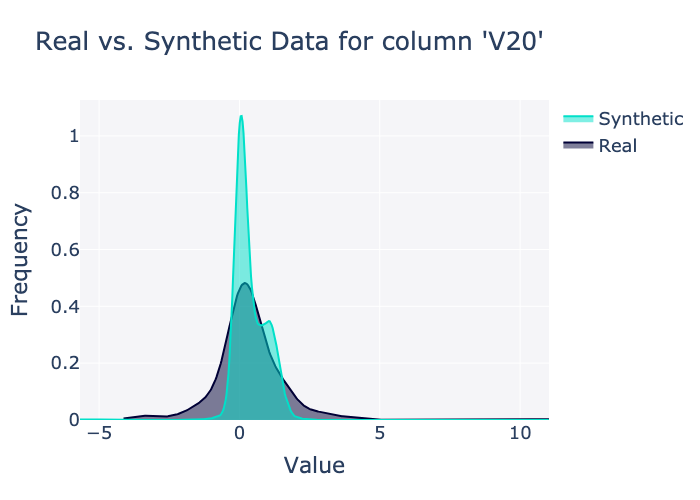 Real vs. Synthetic Data for column 'V20'
Synthetic
Real
Frequency
1
0.8
0.6
0.4
0.2
0
−5
0
5
10
Value